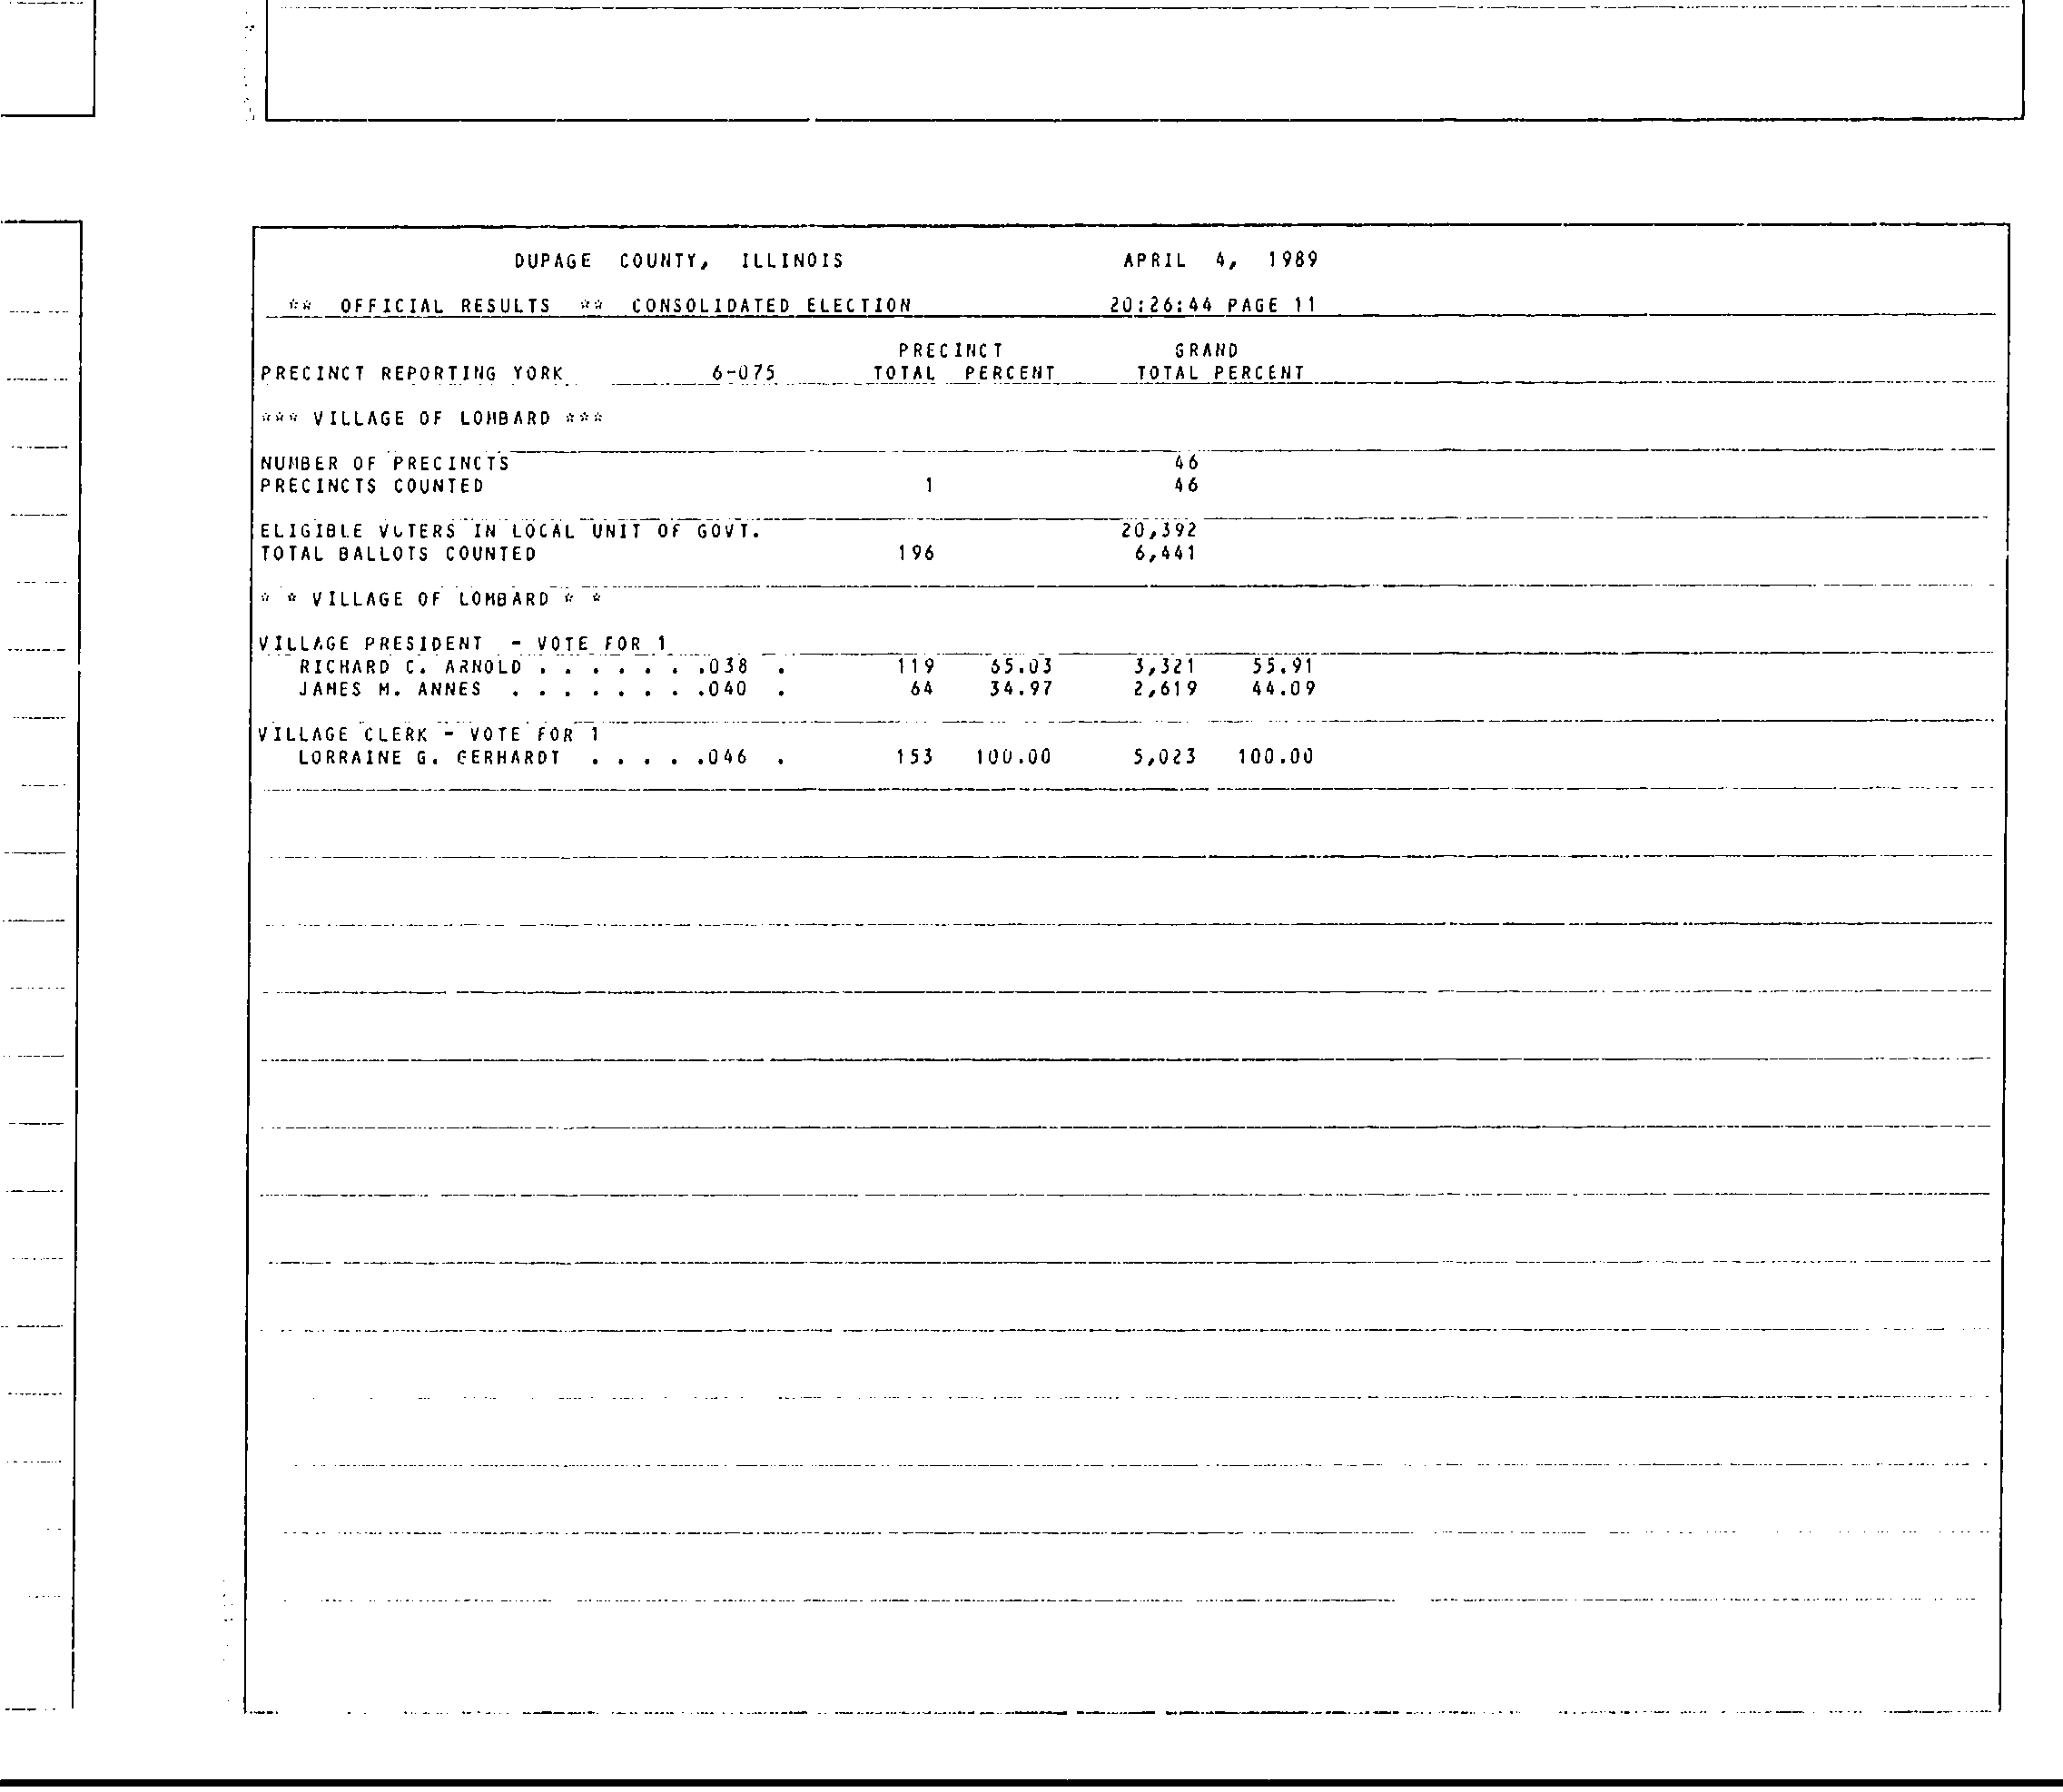 DUPAGE COUNTY, ILLINOIS APRIL 4, 1989
** OFFICIAL RESULTS ** CONSOLIDATED ELECTION 20:26:44 PAGE 11
PRECINCT GRAND
PRECINCT REPORTING YORK 6-075 TOTAL PERCENT TOTAL PERCENT
*** VILLAGE OF LOMBARD ***
NUMBER OF PRECINCTS 46
PRECINCTS COUNTED 1 46
ELIGIBLE VOTERS IN LOCAL UNIT OF GOVT. 20,392
TOTAL BALLOTS COUNTED 196 6,441
* * VILLAGE OF LOMBARD * *
VILLAGE PRESIDENT - VOTE FOR 1
RICHARD C. ARNOLD . . . . . . .038 . 119 65.03 3,321 55.91
JAMES M. ANNES . . . . . . . .040 . 64 34.97 2,619 44.09
VILLAGE CLERK - VOTE FOR 1
LORRAINE G. GERHARDT . . . . .046 . 153 100.00 5,023 100.00